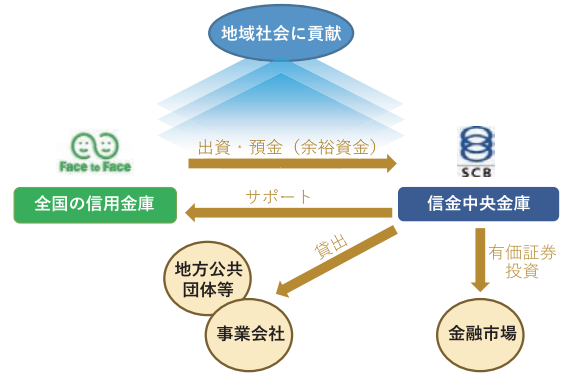 地域社会に貢献
出資・預金（余裕資金）
Face to Face
SCB
全国の信用金庫
サポート
信金中央金庫
貸出
有価証券
投資
地方公共
団体等
事業会社
金融市場